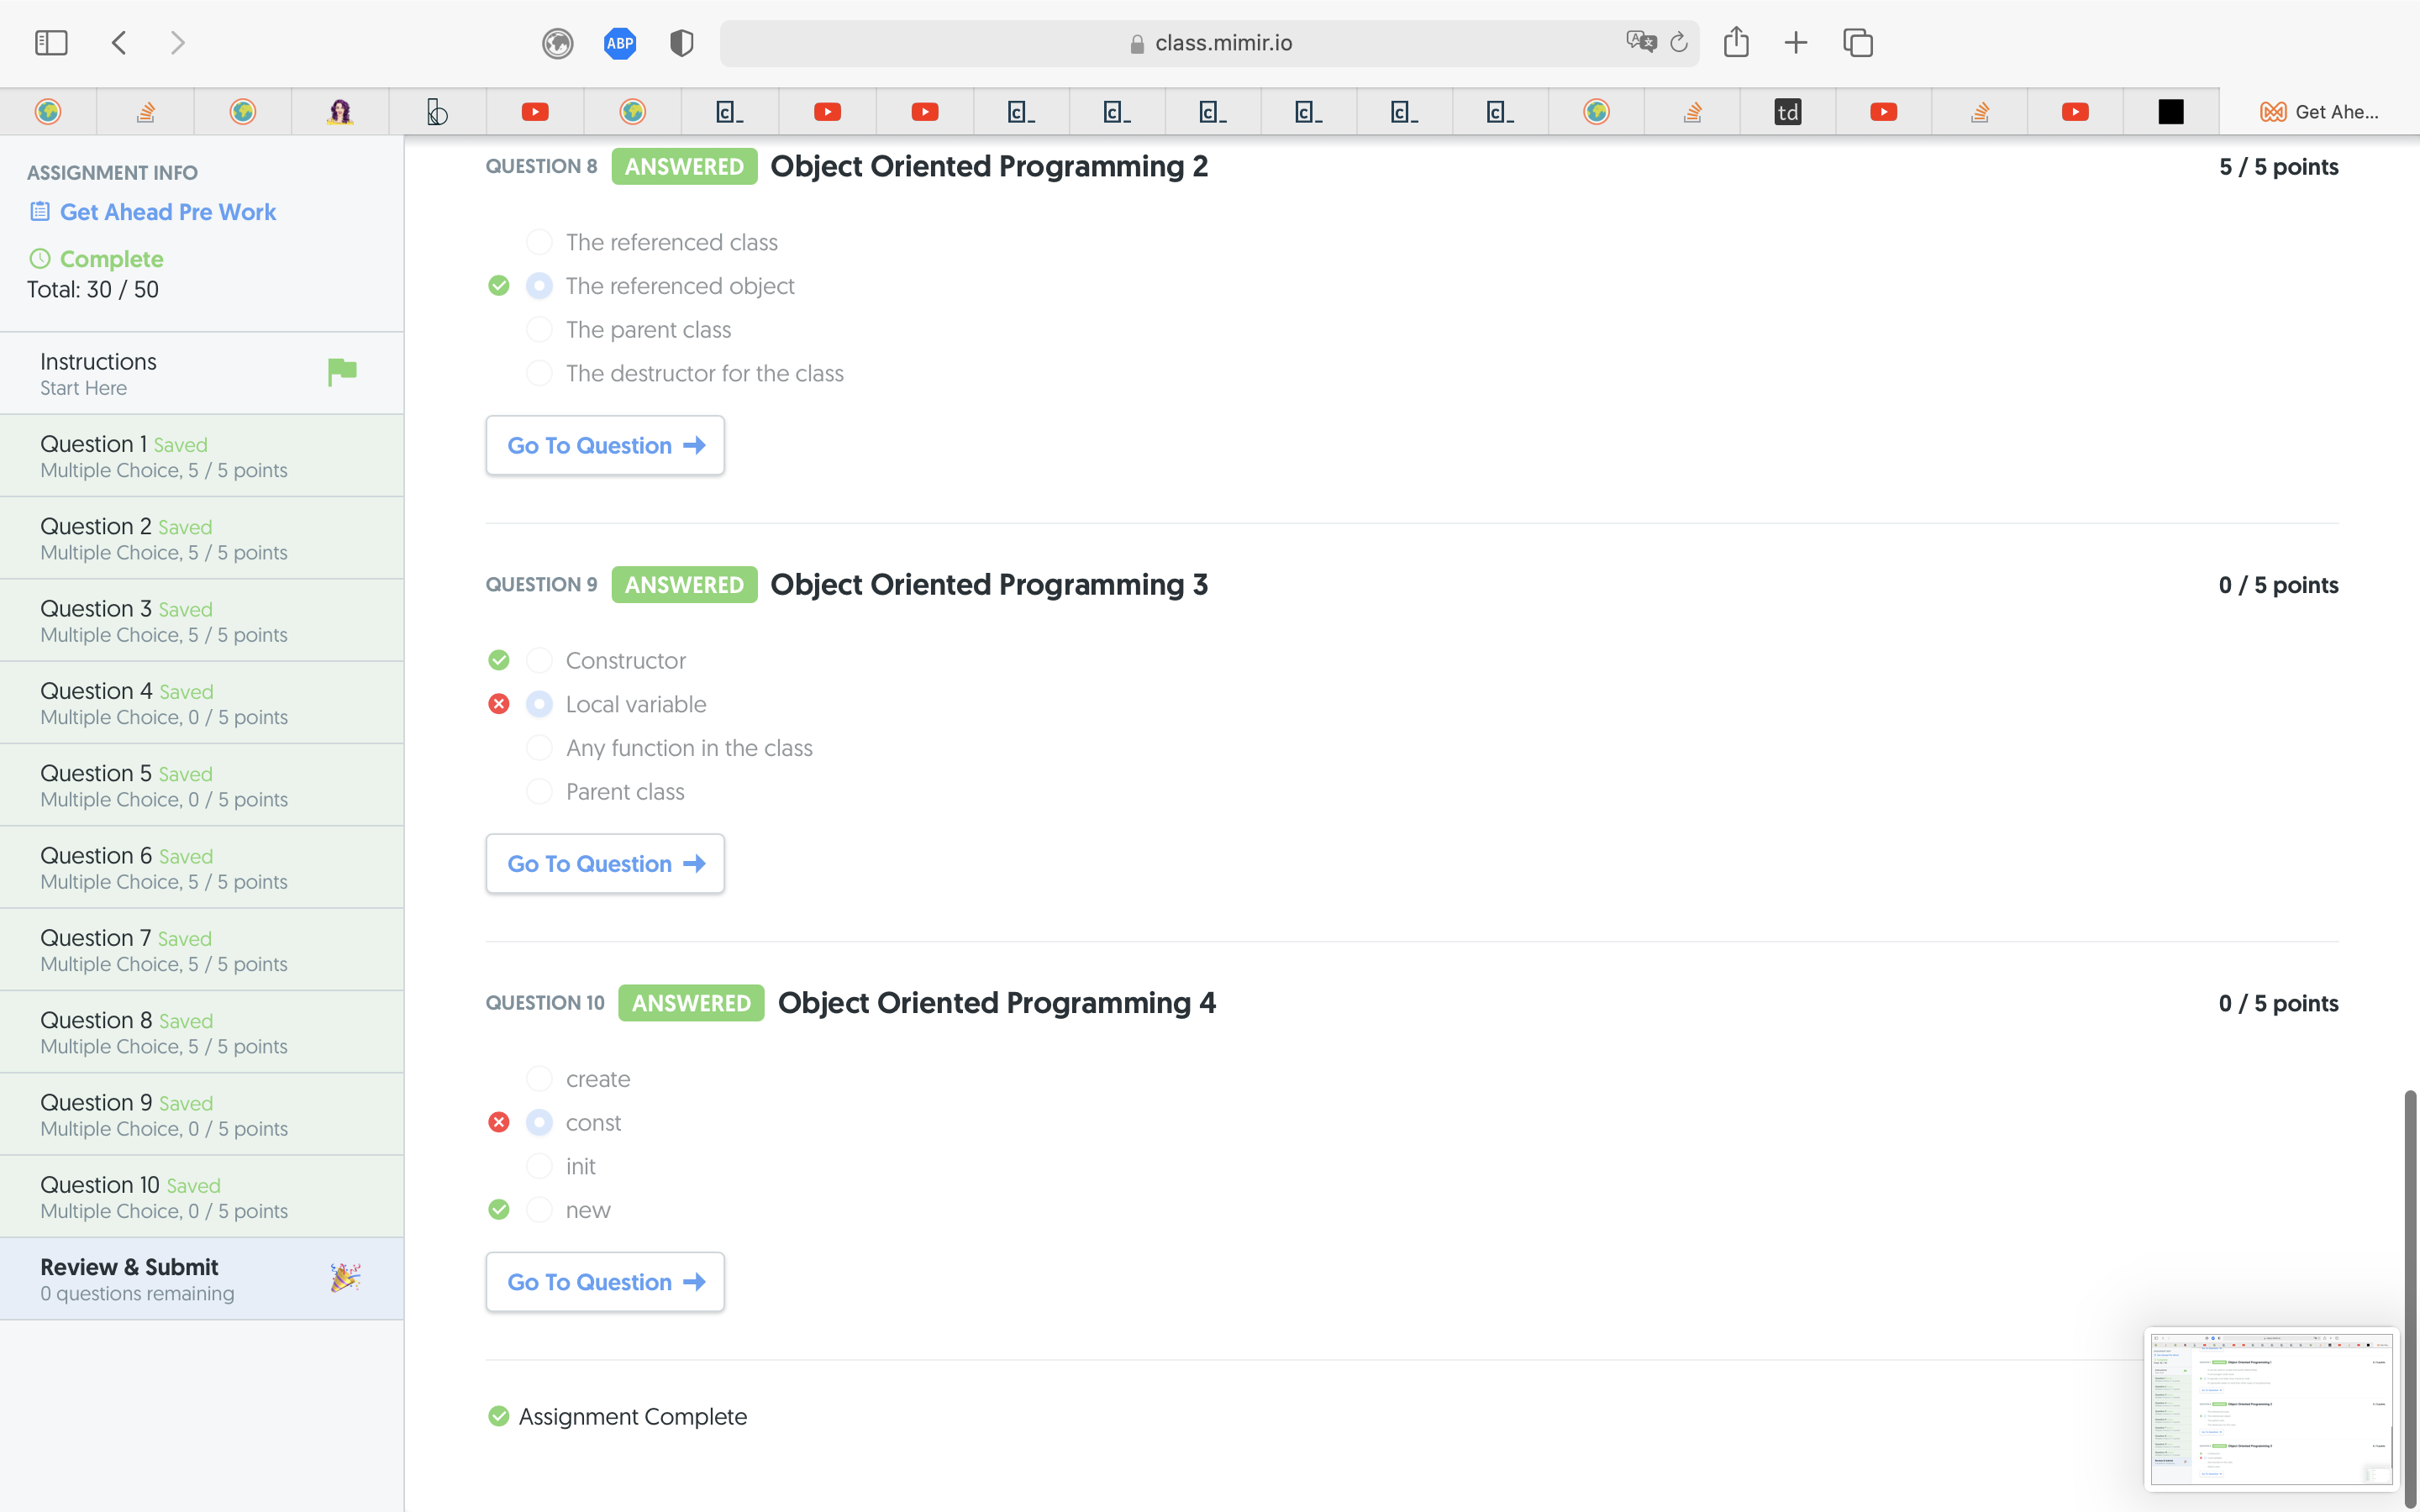 ABP
class.mimir.io
td
Get Ahe...
ASSIGNMENT INFO
Get Ahead Pre Work
Complete
Total: 30 / 50
Instructions
Start Here
Question 1 Saved
Multiple Choice, 5 / 5 points
Question 2 Saved
Multiple Choice, 5 / 5 points
Question 3 Saved
Multiple Choice, 5 / 5 points
Question 4 Saved
Multiple Choice, 0 / 5 points
Question 5 Saved
Multiple Choice, 0 / 5 points
Question 6 Saved
Multiple Choice, 5 / 5 points
Question 7 Saved
Multiple Choice, 5 / 5 points
Question 8 Saved
Multiple Choice, 5 / 5 points
Question 9 Saved
Multiple Choice, 0 / 5 points
Question 10 Saved
Multiple Choice, 0 / 5 points
Review & Submit
0 questions remaining
QUESTION 8 ANSWERED Object Oriented Programming 2 5 / 5 points
The referenced class
The referenced object
The parent class
The destructor for the class
Go To Question
QUESTION 9 ANSWERED Object Oriented Programming 3 0 / 5 points
Constructor
Local variable
Any function in the class
Parent class
Go To Question
QUESTION 10 ANSWERED Object Oriented Programming 4 0 / 5 points
create
const
init
new
Go To Question
Assignment Complete